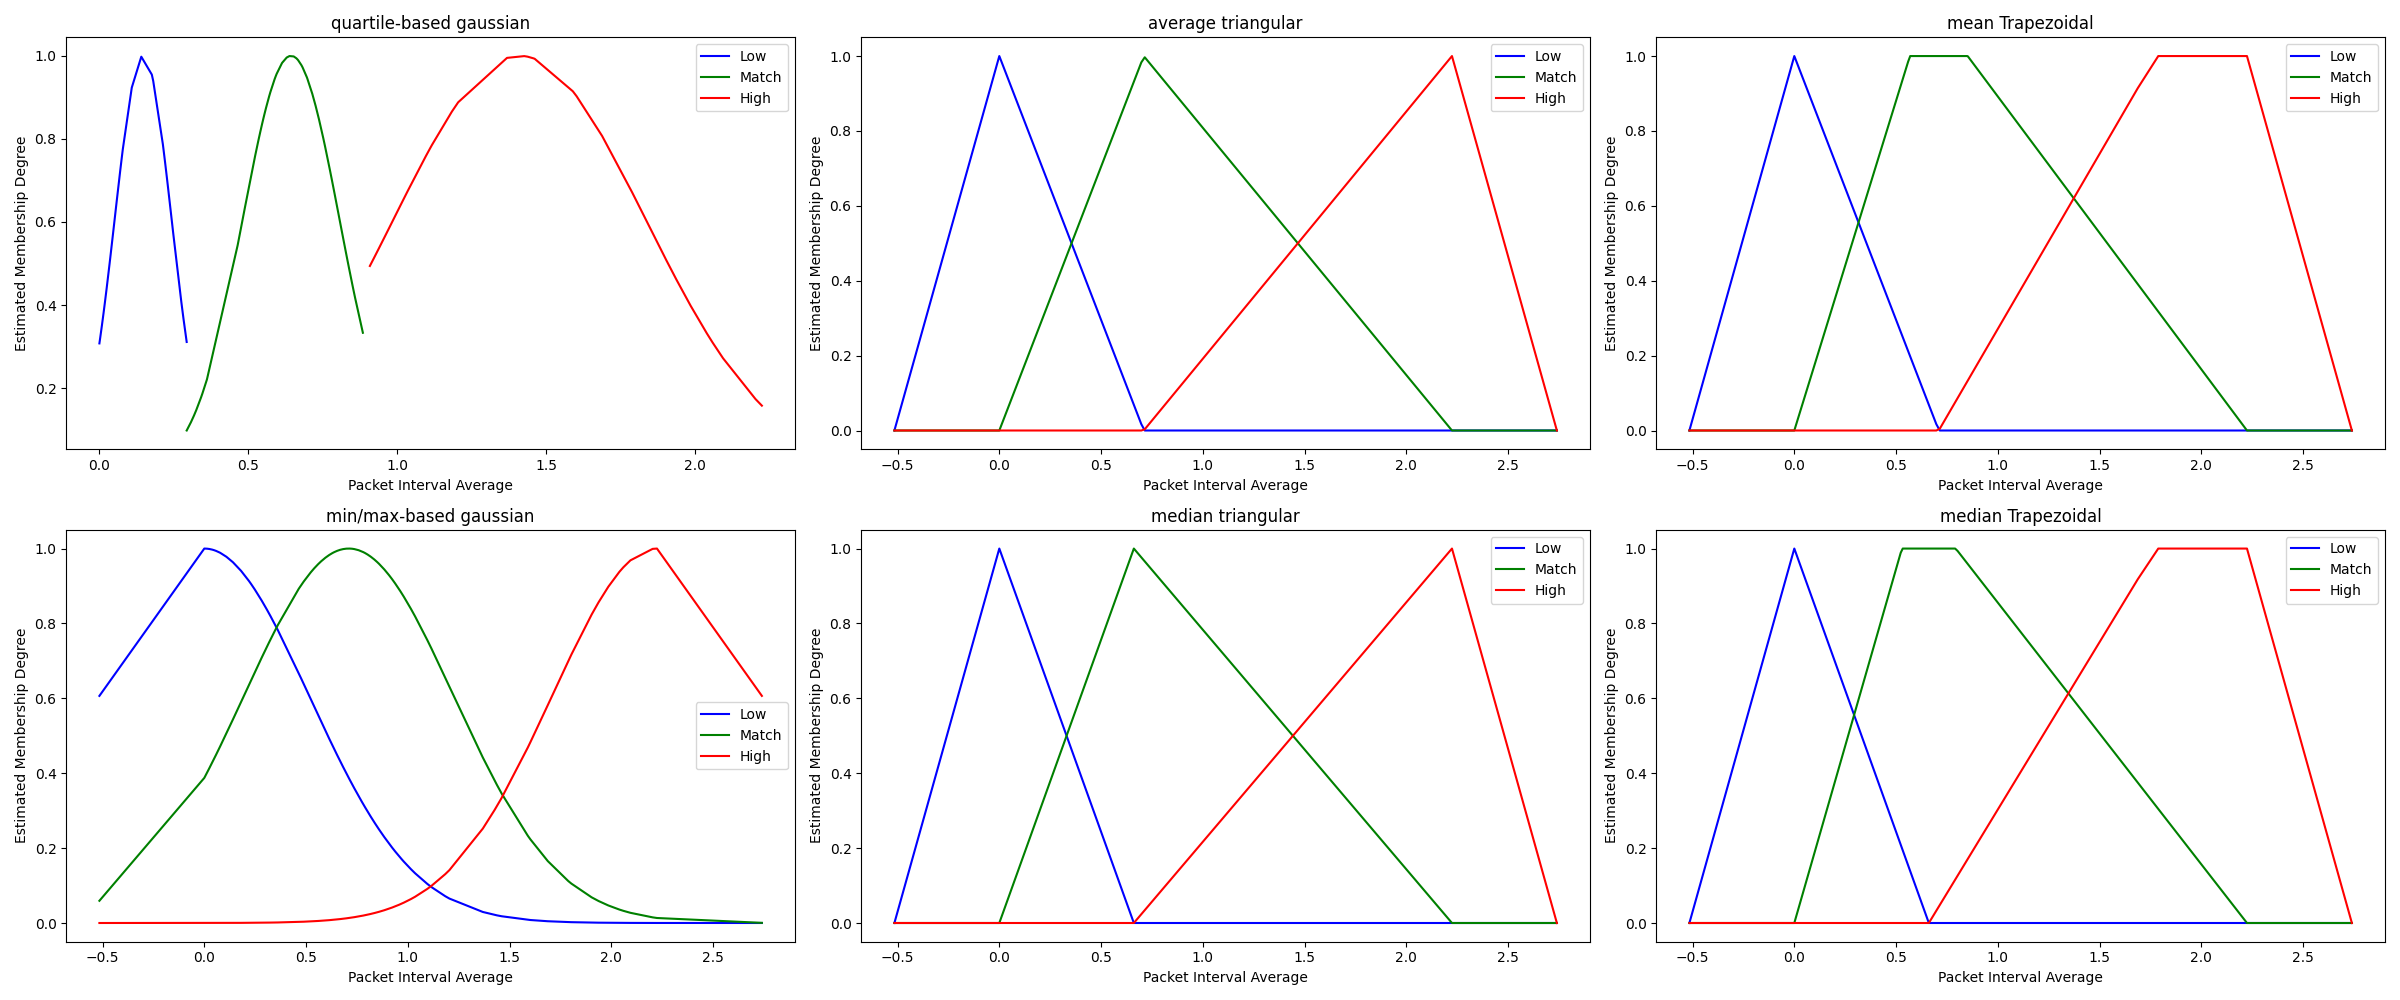 quartile-based gaussian
Estimated Membership Degree
1.0
0.8
0.6
0.4
0.2
Low
Match
High
0.0 0.5 1.0 1.5 2.0
Packet Interval Average
average triangular
Estimated Membership Degree
1.0
0.8
0.6
0.4
0.2
0.0
Low
Match
High
−0.5 0.0 0.5 1.0 1.5 2.0 2.5
Packet Interval Average
mean Trapezoidal
Estimated Membership Degree
1.0
0.8
0.6
0.4
0.2
0.0
Low
Match
High
−0.5 0.0 0.5 1.0 1.5 2.0 2.5
Packet Interval Average
min/max-based gaussian
Estimated Membership Degree
1.0
0.8
0.6
0.4
0.2
0.0
Low
Match
High
−0.5 0.0 0.5 1.0 1.5 2.0 2.5
Packet Interval Average
median triangular
Estimated Membership Degree
1.0
0.8
0.6
0.4
0.2
0.0
Low
Match
High
−0.5 0.0 0.5 1.0 1.5 2.0 2.5
Packet Interval Average
median Trapezoidal
Estimated Membership Degree
1.0
0.8
0.6
0.4
0.2
0.0
Low
Match
High
−0.5 0.0 0.5 1.0 1.5 2.0 2.5
Packet Interval Average